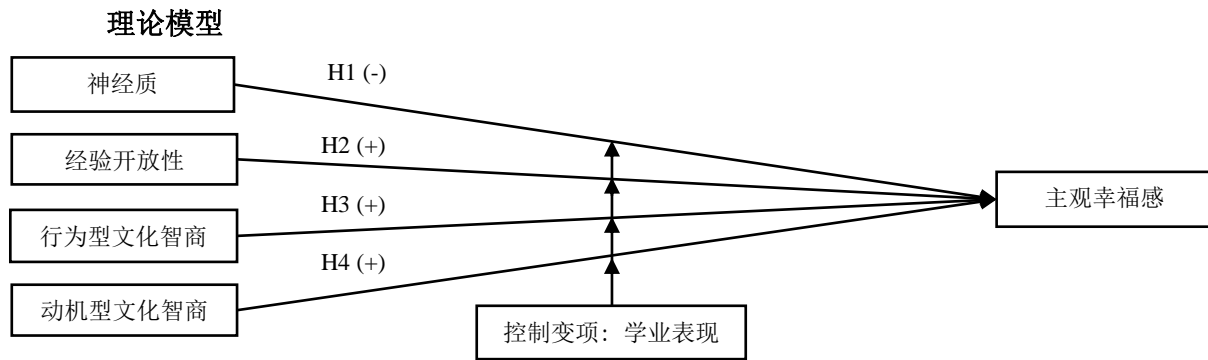 理论模型
神经质
H1 (-)
经验开放性
H2 (+)
行为型文化智商
H3 (+)
动机型文化智商
H4 (+)
主观幸福感
控制变项：学业表现